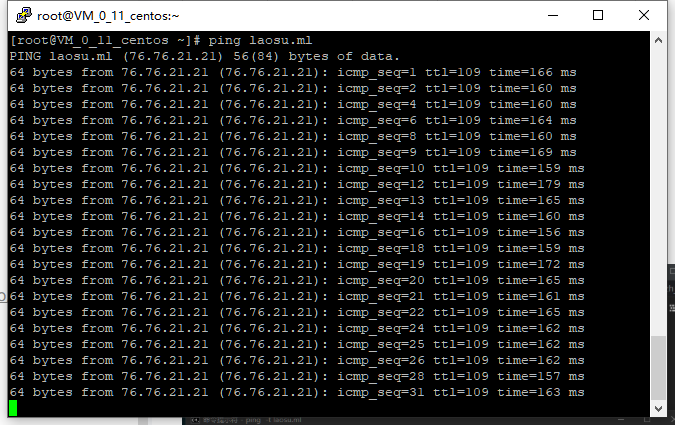 root@VM_0_11_centos:~
[root@VM_0_11_centos ~]# ping laosu.ml
PING laosu.ml (76.76.21.21) 56(84) bytes of data.
64 bytes from 76.76.21.21 (76.76.21.21): icmp_seq=1 ttl=109 time=166 ms
64 bytes from 76.76.21.21 (76.76.21.21): icmp_seq=2 ttl=109 time=160 ms
64 bytes from 76.76.21.21 (76.76.21.21): icmp_seq=4 ttl=109 time=160 ms
64 bytes from 76.76.21.21 (76.76.21.21): icmp_seq=6 ttl=109 time=164 ms
64 bytes from 76.76.21.21 (76.76.21.21): icmp_seq=8 ttl=109 time=160 ms
64 bytes from 76.76.21.21 (76.76.21.21): icmp_seq=9 ttl=109 time=169 ms
64 bytes from 76.76.21.21 (76.76.21.21): icmp_seq=10 ttl=109 time=159 ms
64 bytes from 76.76.21.21 (76.76.21.21): icmp_seq=12 ttl=109 time=179 ms
64 bytes from 76.76.21.21 (76.76.21.21): icmp_seq=13 ttl=109 time=165 ms
64 bytes from 76.76.21.21 (76.76.21.21): icmp_seq=14 ttl=109 time=160 ms
64 bytes from 76.76.21.21 (76.76.21.21): icmp_seq=16 ttl=109 time=156 ms
64 bytes from 76.76.21.21 (76.76.21.21): icmp_seq=18 ttl=109 time=159 ms
64 bytes from 76.76.21.21 (76.76.21.21): icmp_seq=19 ttl=109 time=172 ms
64 bytes from 76.76.21.21 (76.76.21.21): icmp_seq=20 ttl=109 time=165 ms
64 bytes from 76.76.21.21 (76.76.21.21): icmp_seq=21 ttl=109 time=161 ms
64 bytes from 76.76.21.21 (76.76.21.21): icmp_seq=22 ttl=109 time=165 ms
64 bytes from 76.76.21.21 (76.76.21.21): icmp_seq=24 ttl=109 time=162 ms
64 bytes from 76.76.21.21 (76.76.21.21): icmp_seq=25 ttl=109 time=162 ms
64 bytes from 76.76.21.21 (76.76.21.21): icmp_seq=26 ttl=109 time=162 ms
64 bytes from 76.76.21.21 (76.76.21.21): icmp_seq=28 ttl=109 time=157 ms
64 bytes from 76.76.21.21 (76.76.21.21): icmp_seq=31 ttl=109 time=163 ms